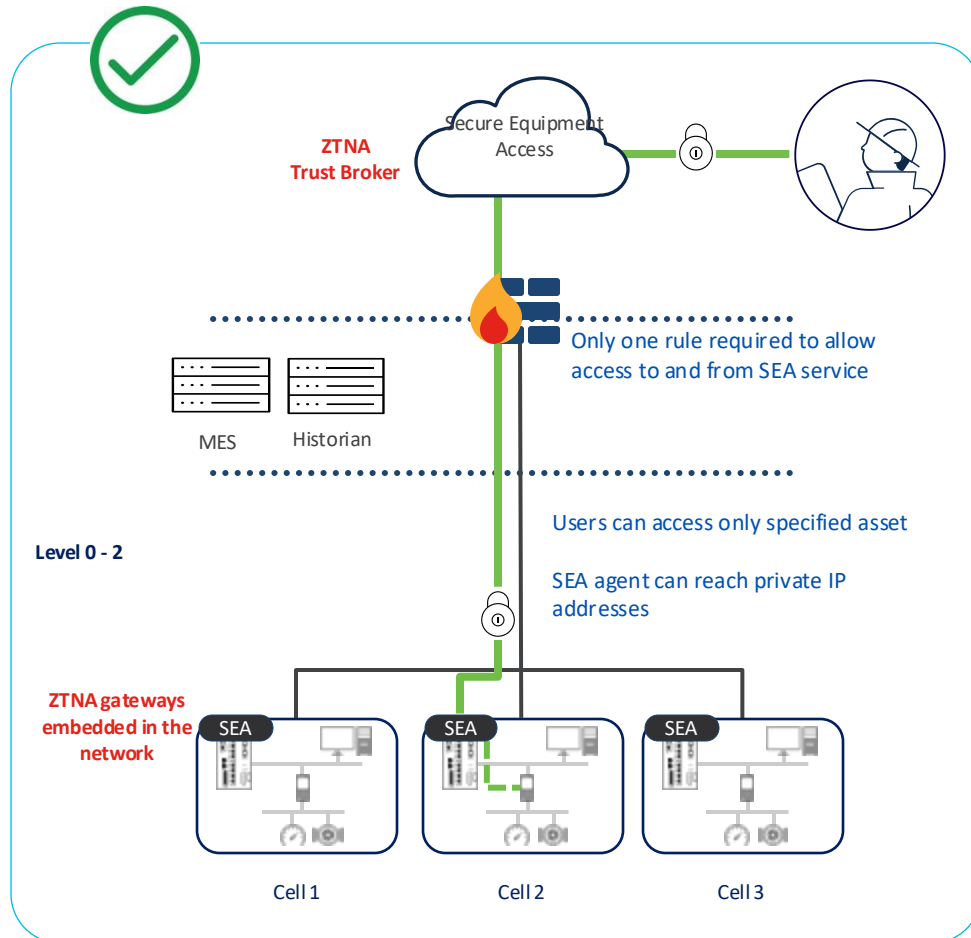 Secure Equipment
Access
ZTNA
Trust Broker
Only one rule required to allow
access to and from SEA service
MES
Historian
Users can access only specified asset
Level 0 - 2
SEA agent can reach private IP
addresses
ZTNA gateways
embedded in the
network
SEA
SEA
SEA
Cell 1
Cell 2
Cell 3